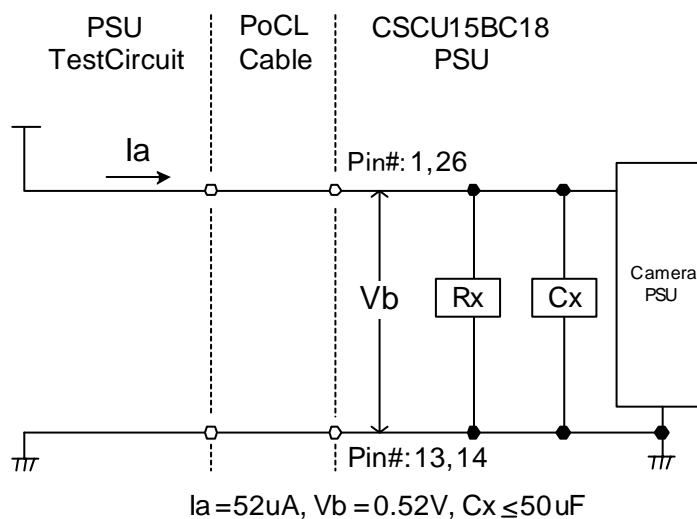 PSU
TestCircuit
PoCL
Cable
CSCU15BC18
PSU
Ia
Pin#: 1, 26
Vb
Rx
Cx
Camera
PSU
Pin#: 13, 14
Ia = 52uA, Vb = 0.52V, Cx ≤ 50uF